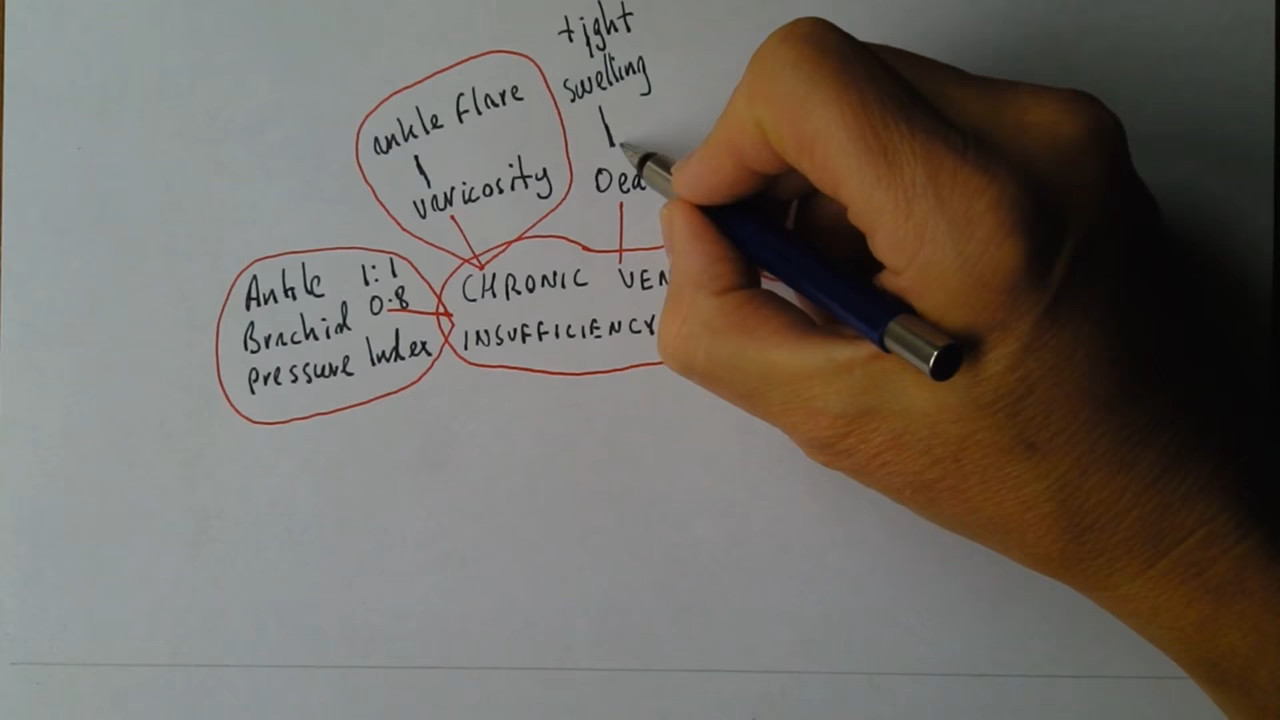 tight
swelling
ankle flare
varicosity
Oed
CHRONIC VEN
INSUFFICIENCY
Ankle 1:1
Brachial 0.8
pressure Index